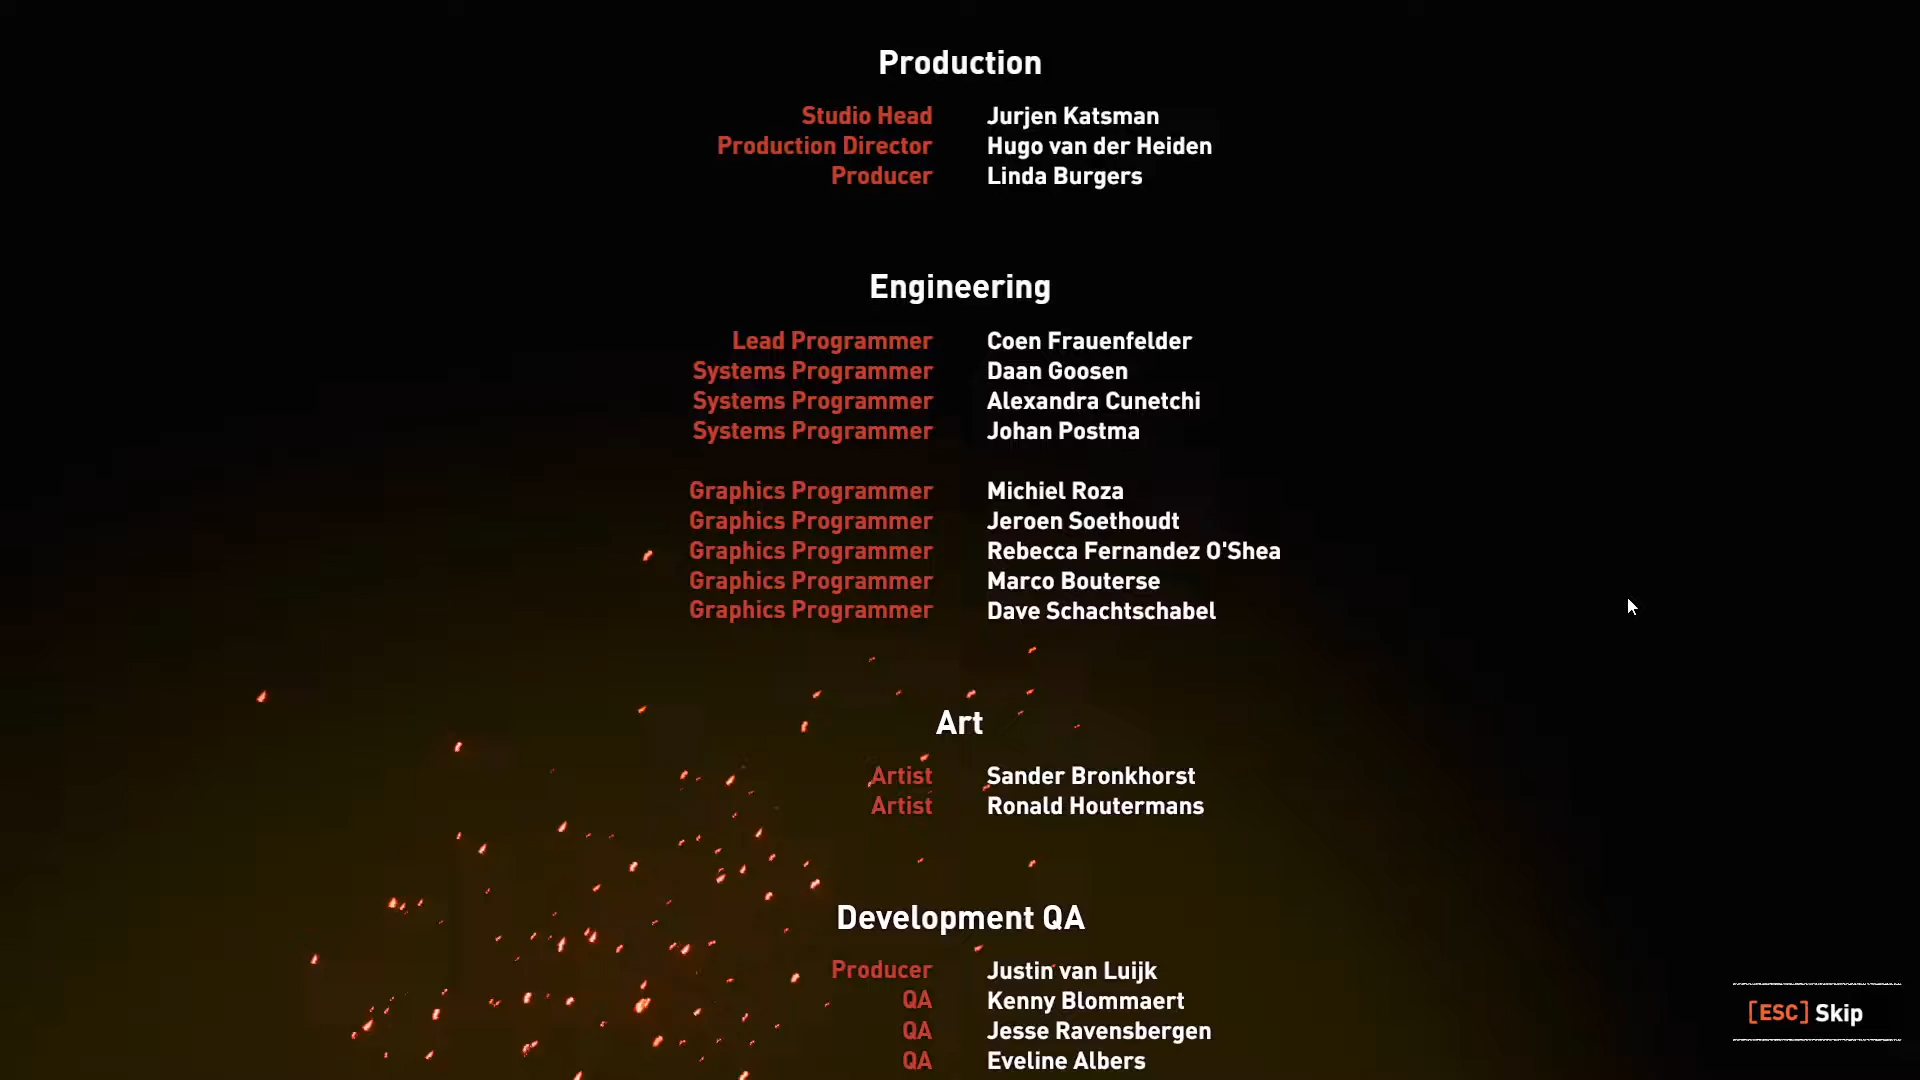 Production
Studio Head Jurjen Katsman
Production Director Hugo van der Heiden
Producer Linda Burgers
Engineering
Lead Programmer Coen Frauenfelder
Systems Programmer Daan Goosen
Systems Programmer Alexandra Cunetchi
Systems Programmer Johan Postma
Graphics Programmer Michiel Roza
Graphics Programmer Jeroen Soethoudt
Graphics Programmer Rebecca Fernandez O'Shea
Graphics Programmer Marco Bouterse
Graphics Programmer Dave Schachtschabel
Art
Artist Sander Bronkhorst
Artist Ronald Houtermans
Development QA
Producer Justin van Luijk
QA Kenny Blommaert
QA Jesse Ravensbergen
QA Eveline Albers
[ESC] Skip